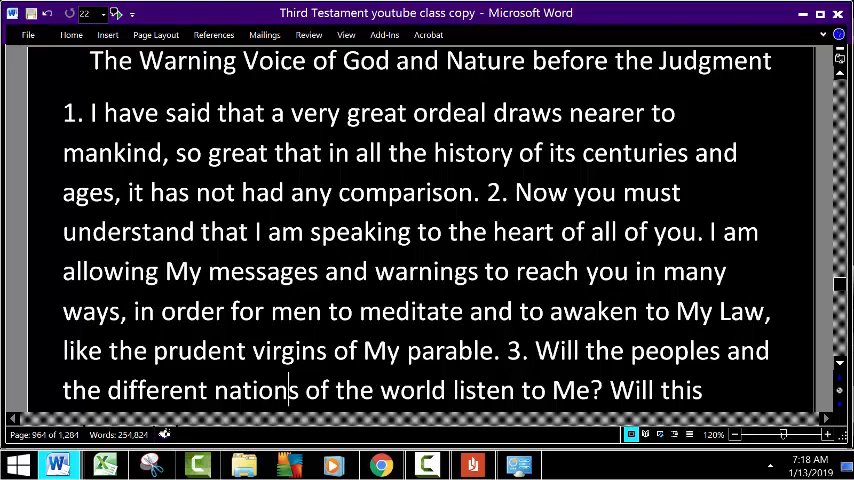 22
Third Testament youtube class copy - Microsoft Word
File Home Insert Page Layout References Mailings Review View Add-Ins Acrobat
The Warning Voice of God and Nature before the Judgment
1. I have said that a very great ordeal draws nearer to
mankind, so great that in all the history of its centuries and
ages, it has not had any comparison. 2. Now you must
understand that I am speaking to the heart of all of you. I am
allowing My messages and warnings to reach you in many
ways, in order for men to meditate and to awaken to My Law,
like the prudent virgins of My parable. 3. Will the peoples and
the different nations of the world listen to Me? Will this
Page: 964 of 1,284 Words: 254,824 120%
7:18 AM
1/13/2019